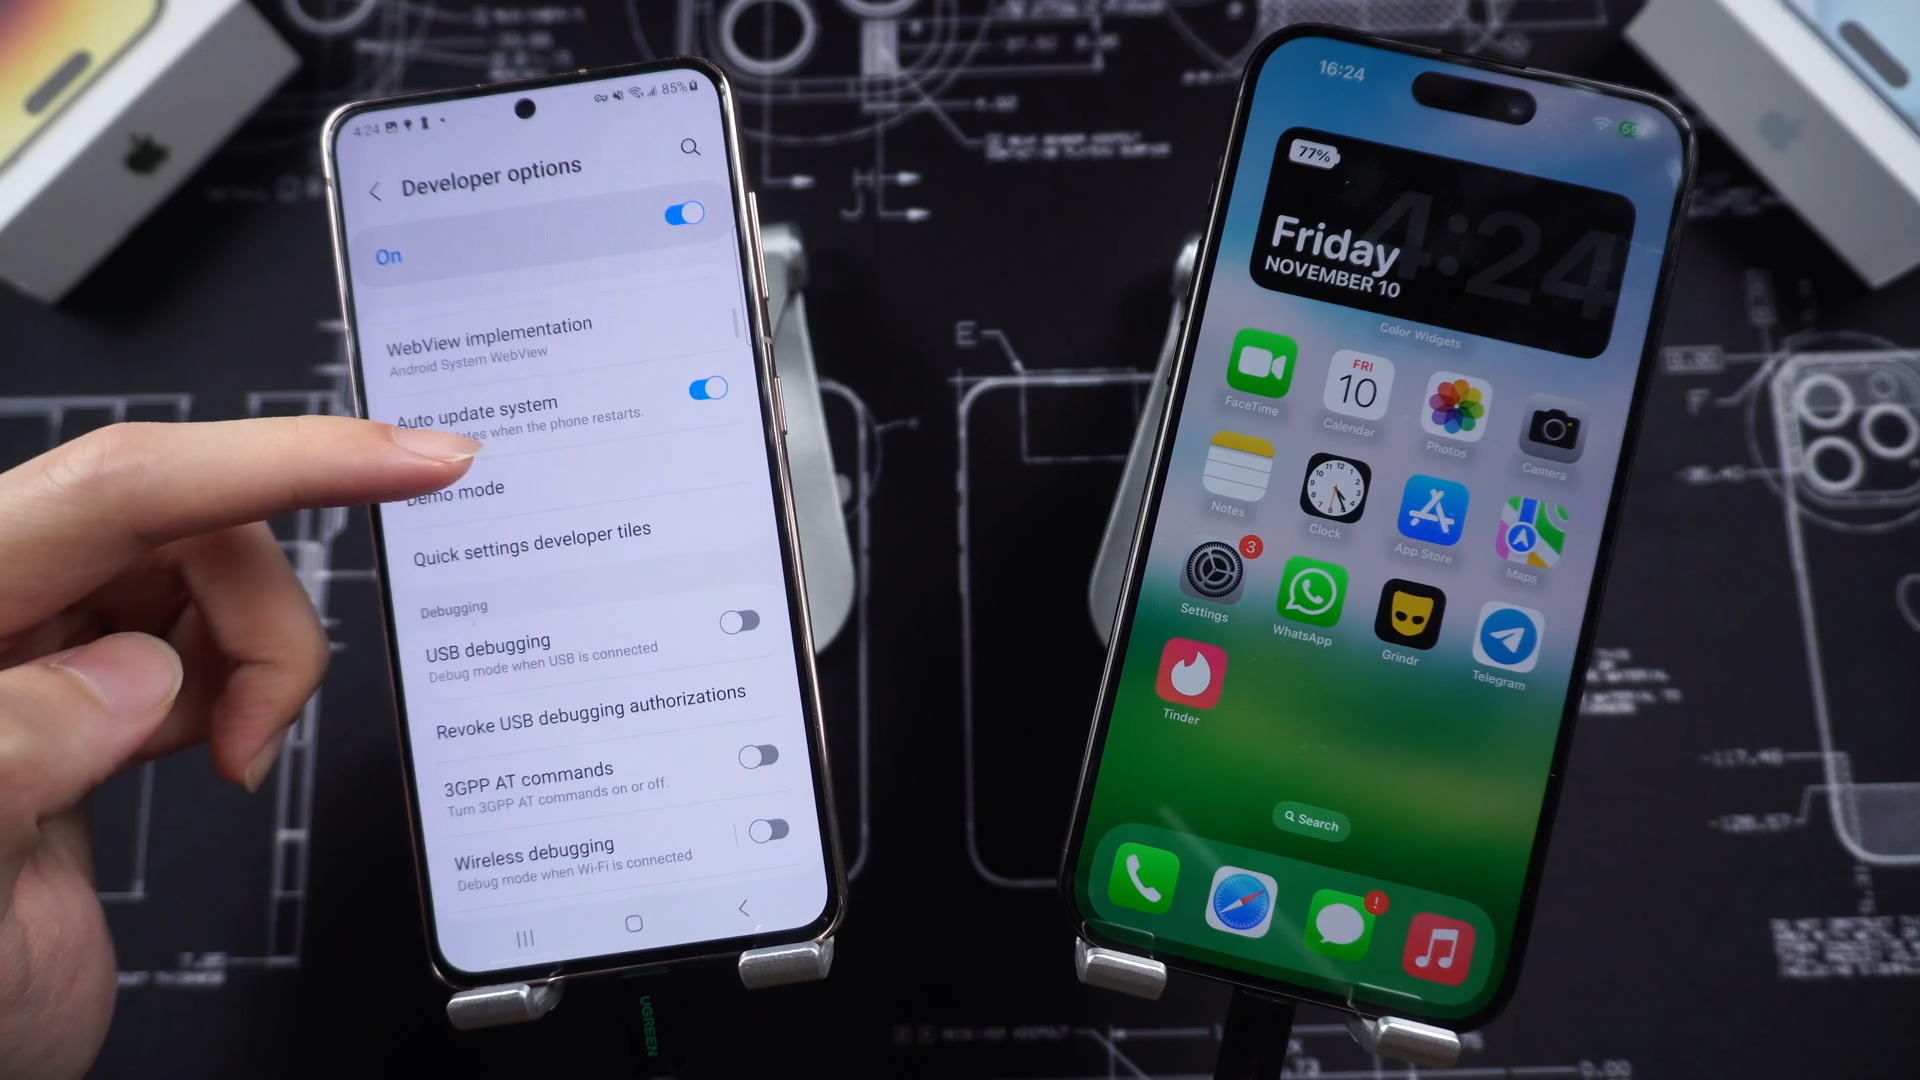 4:24
85%
Developer options
On
WebView implementation
Android System WebView
Auto update system
when the phone restarts.
Demo mode
Quick settings developer tiles
Debugging
USB debugging
Debug mode when USB is connected
Revoke USB debugging authorizations
3GPP AT commands
Turn 3GPP AT commands on or off.
Wireless debugging
Debug mode when Wi-Fi is connected
UGREEN
16:24
77%
4:24
Friday
NOVEMBER 10
Color Widgets
FaceTime
FRI
10
Calendar
Photos
Camera
Notes
Clock
App Store
Maps
3
Settings
WhatsApp
Grindr
Telegram
Tinder
Search
!
H
J
E
F